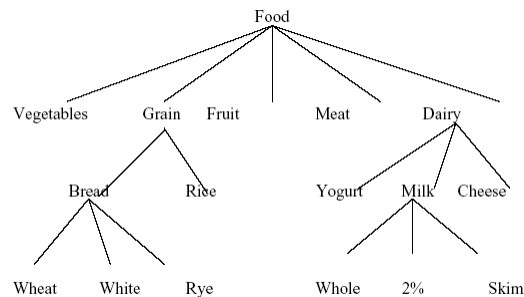 Food
Vegetables Grain Fruit Meat Dairy
Bread Rice Yogurt Milk Cheese
Wheat White Rye Whole 2% Skim